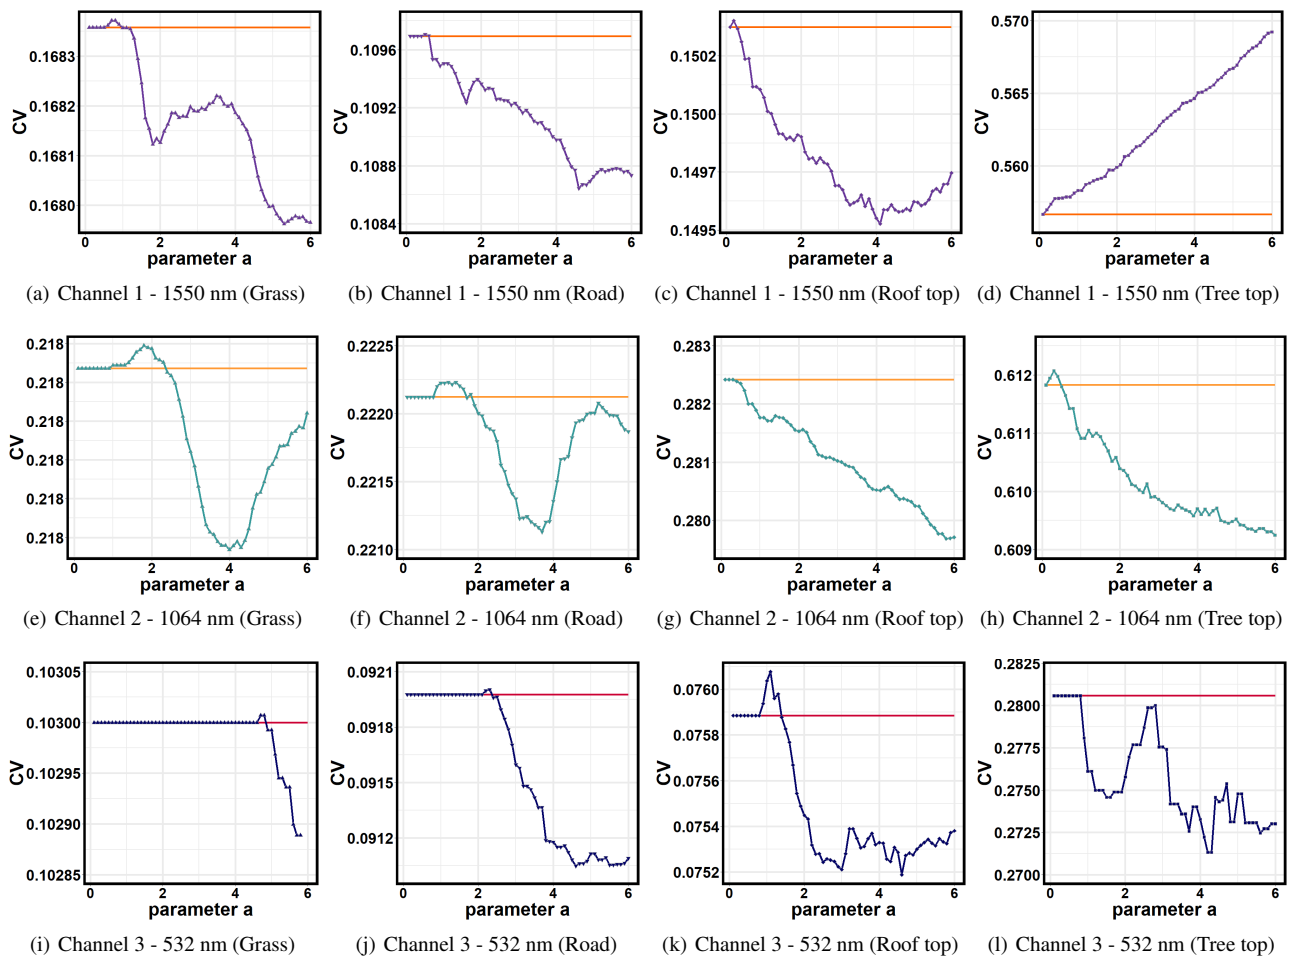 CV
0.1683
0.1682
0.1681
0.1680
0 2 4 6
parameter a
(a) Channel 1 - 1550 nm (Grass)
CV
0.1096
0.1092
0.1088
0.1084
0 2 4 6
parameter a
(b) Channel 1 - 1550 nm (Road)
CV
0.1502
0.1500
0.1497
0.1495
0 2 4 6
parameter a
(c) Channel 1 - 1550 nm (Roof top)
CV
0.570
0.565
0.560
0 2 4 6
parameter a
(d) Channel 1 - 1550 nm (Tree top)
CV
0.218
0.218
0.218
0.218
0.218
0.218
0 2 4 6
parameter a
(e) Channel 2 - 1064 nm (Grass)
CV
0.2225
0.2220
0.2215
0.2210
0 2 4 6
parameter a
(f) Channel 2 - 1064 nm (Road)
CV
0.283
0.282
0.281
0.280
0 2 4 6
parameter a
(g) Channel 2 - 1064 nm (Roof top)
CV
0.612
0.611
0.610
0.609
0 2 4 6
parameter a
(h) Channel 2 - 1064 nm (Tree top)
CV
0.10305
0.10300
0.10295
0.10290
0.10285
0 2 4 6
parameter a
(i) Channel 3 - 532 nm (Grass)
CV
0.0921
0.0918
0.0915
0.0912
0 2 4 6
parameter a
(j) Channel 3 - 532 nm (Road)
CV
0.0760
0.0758
0.0756
0.0754
0.0752
0 2 4 6
parameter a
(k) Channel 3 - 532 nm (Roof top)
CV
0.2825
0.2800
0.2775
0.2750
0.2725
0.2700
0 2 4 6
parameter a
(l) Channel 3 - 532 nm (Tree top)